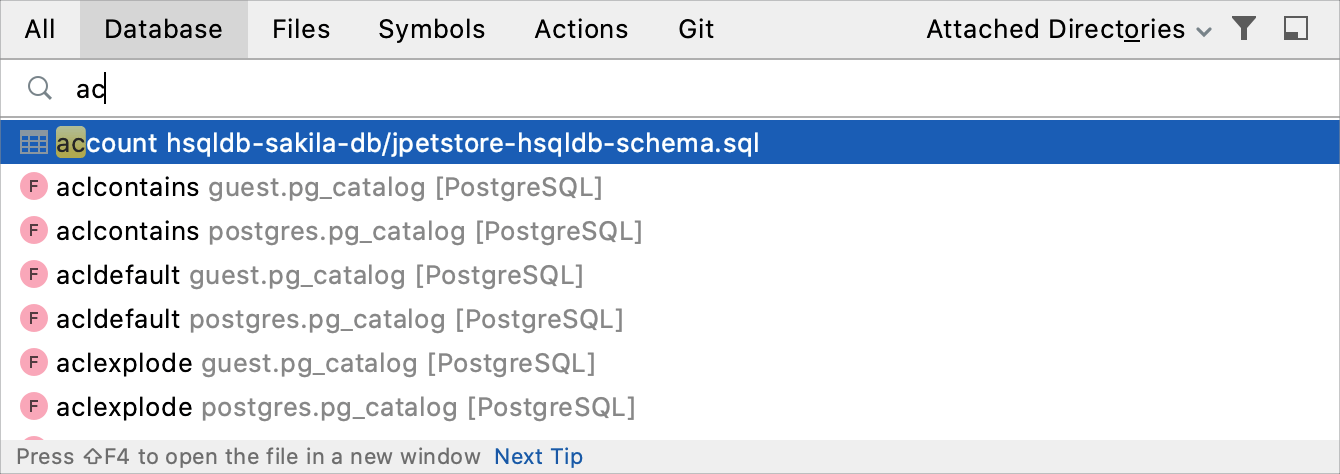 All Database Files Symbols Actions Git Attached Directories
ac
account hsqldb-sakila-db/jpetstore-hsqldb-schema.sql
F aclcontains guest.pg_catalog [PostgreSQL]
F aclcontains postgres.pg_catalog [PostgreSQL]
F acldefault guest.pg_catalog [PostgreSQL]
F acldefault postgres.pg_catalog [PostgreSQL]
F aclexplode guest.pg_catalog [PostgreSQL]
F aclexplode postgres.pg_catalog [PostgreSQL]
Press ⇧F4 to open the file in a new window Next Tip